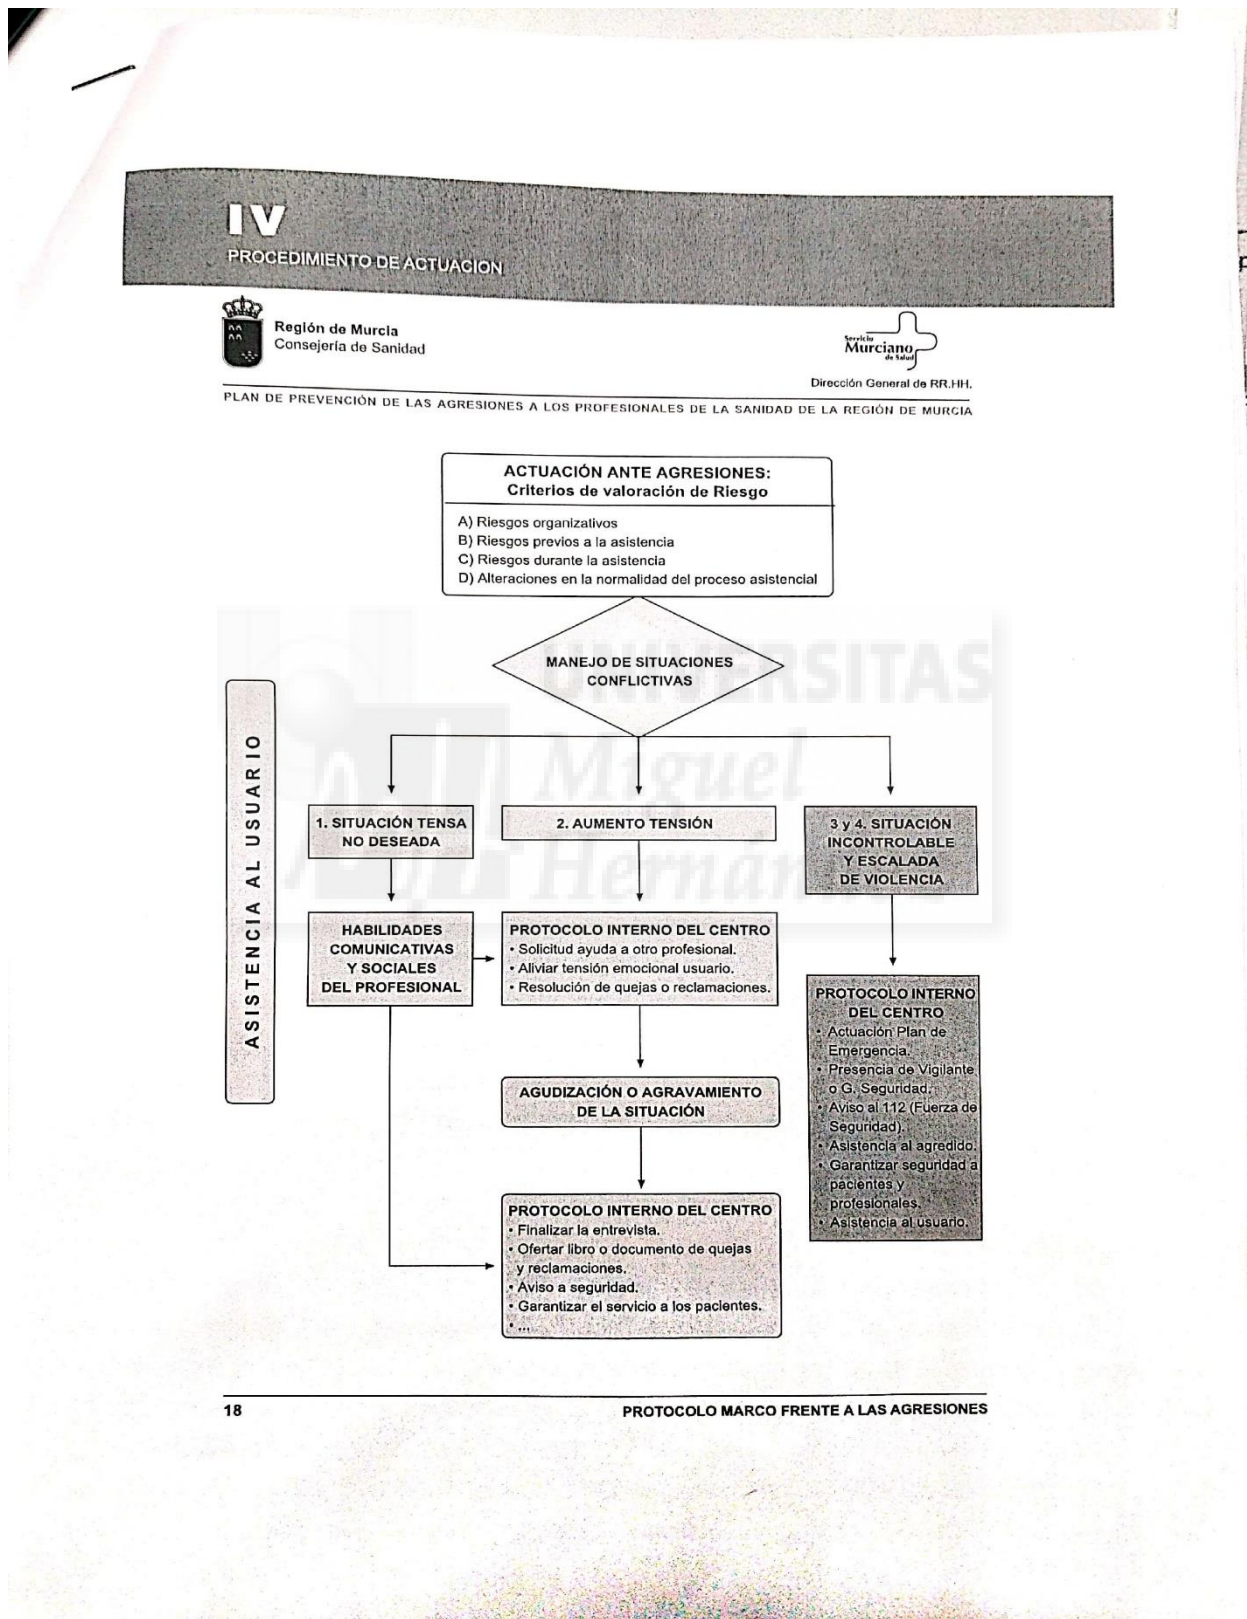 IV
PROCEDIMIENTO DE ACTUACION
Región de Murcia
Consejería de Sanidad
Servicio
Murciano
de Salud
Dirección General de RR.HH.
PLAN DE PREVENCIÓN DE LAS AGRESIONES A LOS PROFESIONALES DE LA SANIDAD DE LA REGIÓN DE MURCIA
ACTUACIÓN ANTE AGRESIONES:
Criterios de valoración de Riesgo
A) Riesgos organizativos
B) Riesgos previos a la asistencia
C) Riesgos durante la asistencia
D) Alteraciones en la normalidad del proceso asistencial
MANEJO DE SITUACIONES
CONFLICTIVAS
UNIVERSITAS
Miguel
Hernández
ASISTENCIA AL USUARIO
1. SITUACIÓN TENSA
NO DESEADA
2. AUMENTO TENSIÓN
3 y 4. SITUACIÓN
INCONTROLABLE
Y ESCALADA
DE VIOLENCIA
HABILIDADES
COMUNICATIVAS
Y SOCIALES
DEL PROFESIONAL
PROTOCOLO INTERNO DEL CENTRO
• Solicitud ayuda a otro profesional.
• Aliviar tensión emocional usuario.
• Resolución de quejas o reclamaciones.
PROTOCOLO INTERNO
DEL CENTRO
• Actuación Plan de
Emergencia.
• Presencia de Vigilante
o G. Seguridad.
• Aviso al 112 (Fuerza de
Seguridad).
• Asistencia al agredido.
• Garantizar seguridad a
pacientes y
profesionales.
• Asistencia al usuario.
AGUDIZACIÓN O AGRAVAMIENTO
DE LA SITUACIÓN
PROTOCOLO INTERNO DEL CENTRO
• Finalizar la entrevista.
• Ofertar libro o documento de quejas
y reclamaciones.
• Aviso a seguridad.
• Garantizar el servicio a los pacientes.
• ...
18
PROTOCOLO MARCO FRENTE A LAS AGRESIONES